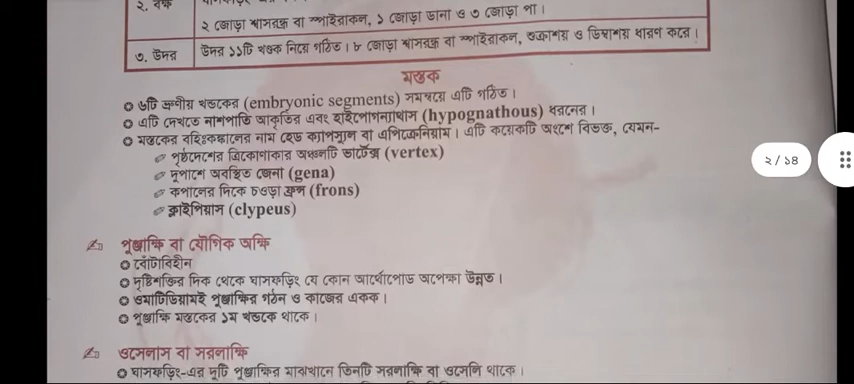 ২. বক্ষ
২ জোড়া শ্বাসরন্ধ্র বা স্পাইরাকল, ১ জোড়া ডানা ও ৩ জোড়া পা।
৩. উদর
উদর ১১টি খণ্ডক নিয়ে গঠিত। ৮ জোড়া শ্বাসরন্ধ্র বা স্পাইরাকল, শুক্রাশয় ও ডিম্বাশয় ধারণ করে।
মস্তক
৬টি ভ্রূণীয় খণ্ডকের (embryonic segments) সমন্বয়ে এটি গঠিত।
এটি দেখতে নাশপাতি আকৃতির এবং হাইপোগন্যাথাস (hypognathous) ধরনের।
মস্তকের বহিঃকঙ্কালের নাম হেড ক্যাপস্যুল বা এপিক্রেনিয়াম। এটি কয়েকটি অংশে বিভক্ত, যেমন-
পৃষ্ঠদেশের ত্রিকোণাকার অঞ্চলটি ভার্টেক্স (vertex)
দুপাশে অবস্থিত জেনা (gena)
কপালের দিকে চওড়া ফ্রন্স (frons)
ক্লাইপিয়াস (clypeus)
২ / ১৪
পুঞ্জাক্ষি বা যৌগিক অক্ষি
বোঁটাবিহীন
দৃষ্টিশক্তির দিক থেকে ঘাসফড়িং যে কোন আর্থ্রোপোড অপেক্ষা উন্নত।
ওমাটিডিয়ামই পুঞ্জাক্ষির গঠন ও কাজের একক।
পুঞ্জাক্ষি মস্তকের ১ম খণ্ডকে থাকে।
ওসেলাস বা সরলাক্ষি
ঘাসফড়িং-এর দুটি পুঞ্জাক্ষির মাঝখানে তিনটি সরলাক্ষি বা ওসেলি থাকে।